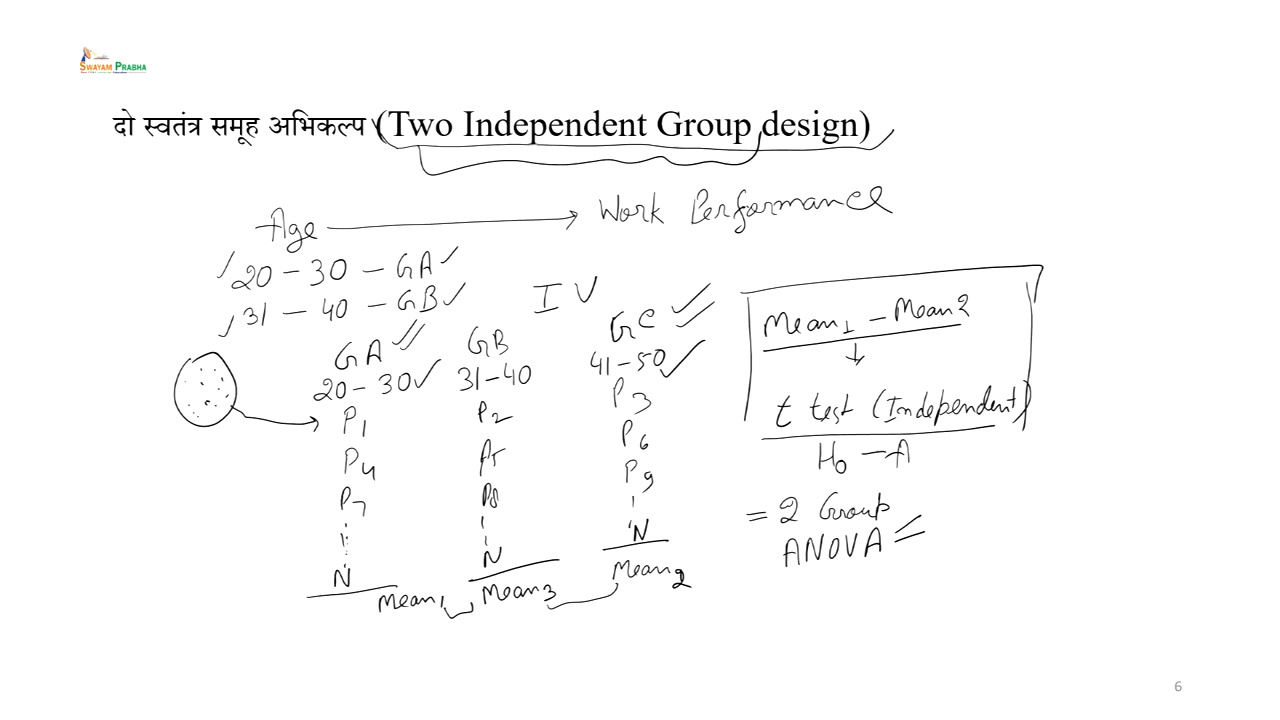 SWAYAM PRABHA
दो स्वतंत्र समूह अभिकल्प (Two Independent Group design)
Age → Work Performance
20 - 30 - GA
31 - 40 - GB
IV
GA GB GC
20 - 30 31-40 41-50
P1 P2 P3
P4 P5 P6
P7 P8 P9
N N N
Mean1 Mean3 Mean2
Mean1 - Mean2
↓
t test (Independent)
H0 - A
= 2 Group
ANOVA
6